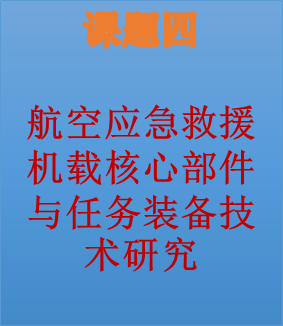 课题四
航空应急救援
机载核心部件
与任务装备技
术研究